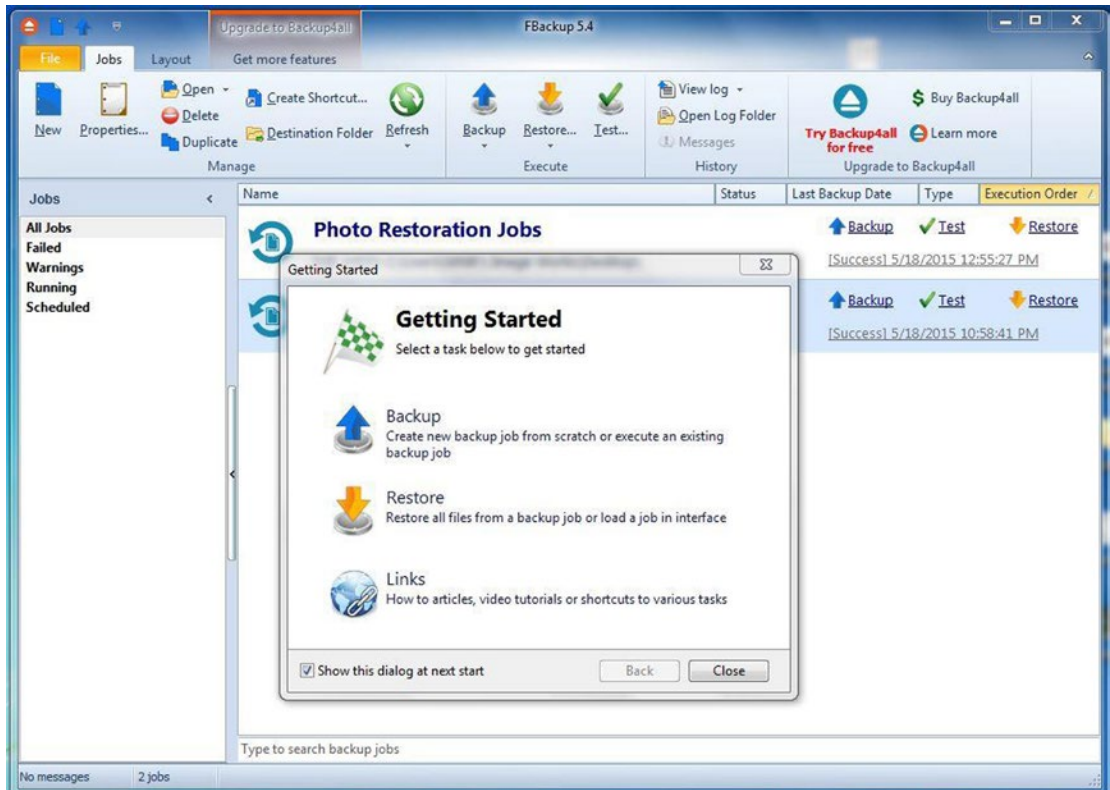 Upgrade to Backup4all
FBackup 5.4
File
Jobs
Layout
Get more features
New
Properties...
Open
Delete
Duplicate
Create Shortcut...
Destination Folder
Refresh
Manage
Backup
Restore...
Test...
Execute
View log
Open Log Folder
Messages
History
Try Backup4all
for free
$ Buy Backup4all
Learn more
Upgrade to Backup4all
Jobs
All Jobs
Failed
Warnings
Running
Scheduled
Name
Status
Last Backup Date
Type
Execution Order
Photo Restoration Jobs
Backup
Test
Restore
[Success] 5/18/2015 12:55:27 PM
Backup
Test
Restore
[Success] 5/18/2015 10:58:41 PM
Getting Started
Getting Started
Select a task below to get started
Backup
Create new backup job from scratch or execute an existing
backup job
Restore
Restore all files from a backup job or load a job in interface
Links
How to articles, video tutorials or shortcuts to various tasks
Show this dialog at next start
Back
Close
Type to search backup jobs
No messages
2 jobs